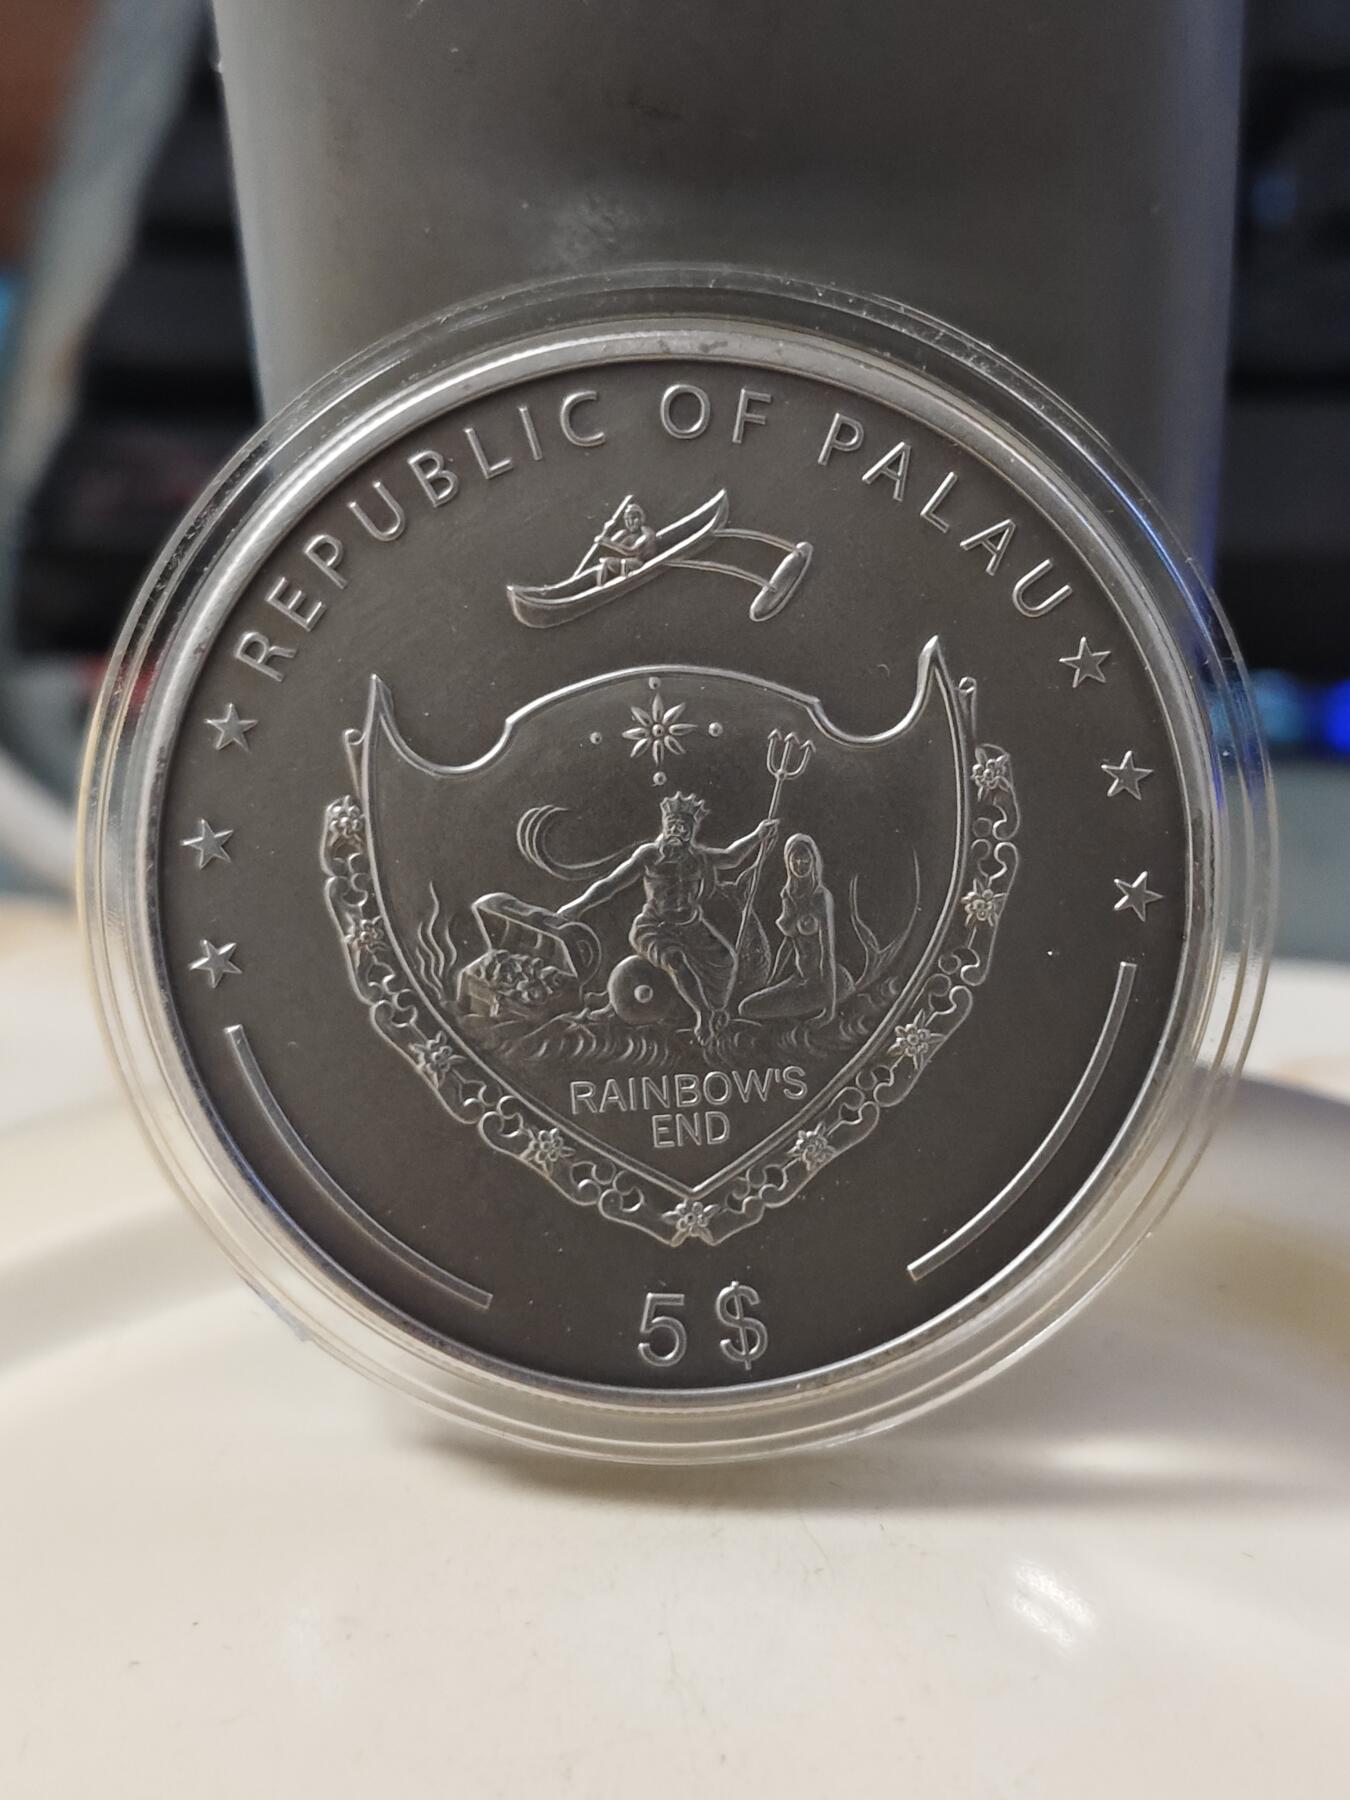 REPUBLIC OF PALAU
RAINBOW'S
END
5 $